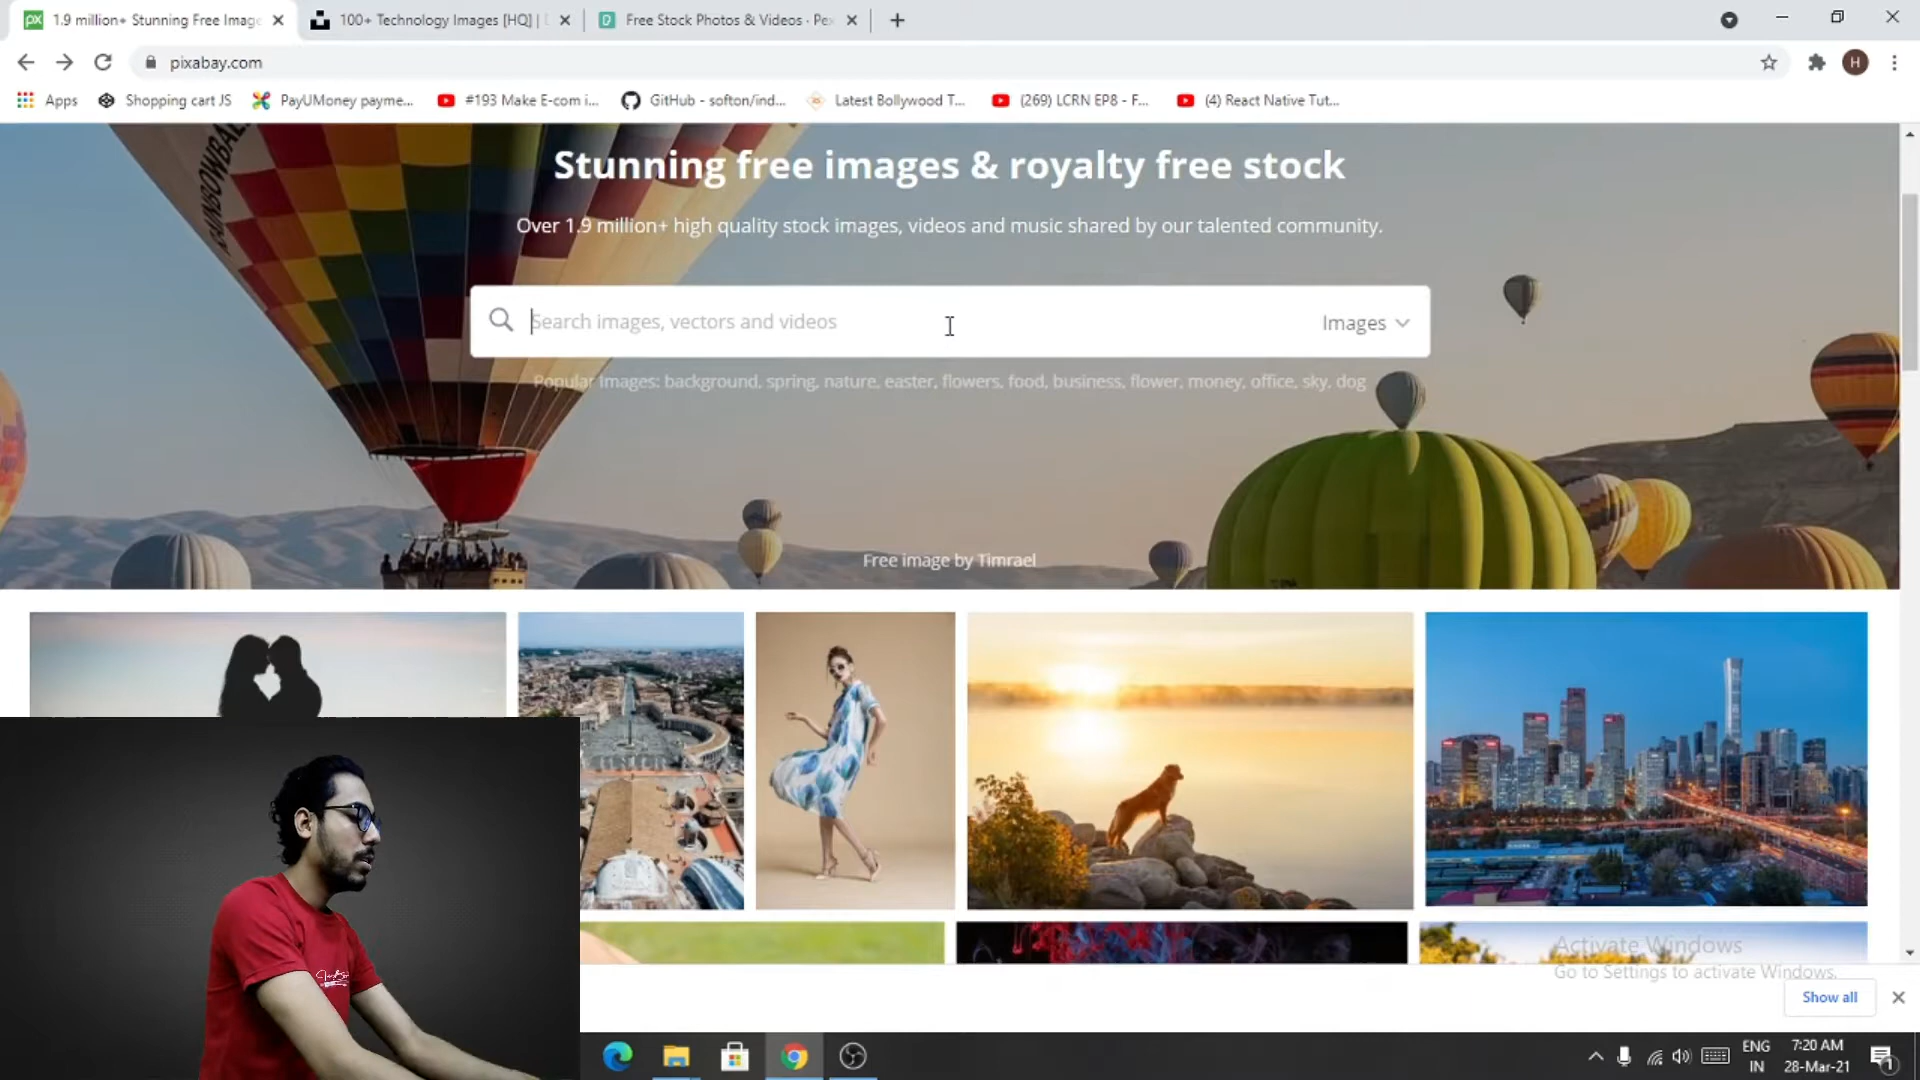 1.9 million+ Stunning Free Imag
100+ Technology Images [HQ] |
Free Stock Photos & Videos · Pex
pixabay.com
Apps
Shopping cart JS
PayUMoney payme...
#193 Make E-com i...
GitHub - softon/ind...
Latest Bollywood T...
(269) LCRN EP8 - F...
(4) React Native Tut...
H
Stunning free images & royalty free stock
Over 1.9 million+ high quality stock images, videos and music shared by our talented community.
Search images, vectors and videos
Images
Popular Images: background, spring, nature, easter, flowers, food, business, flower, money, office, sky, dog
Free image by Timrael
Activate Windows
Go to Settings to activate Windows.
Show all
ENG
IN
7:20 AM
28-Mar-21
1